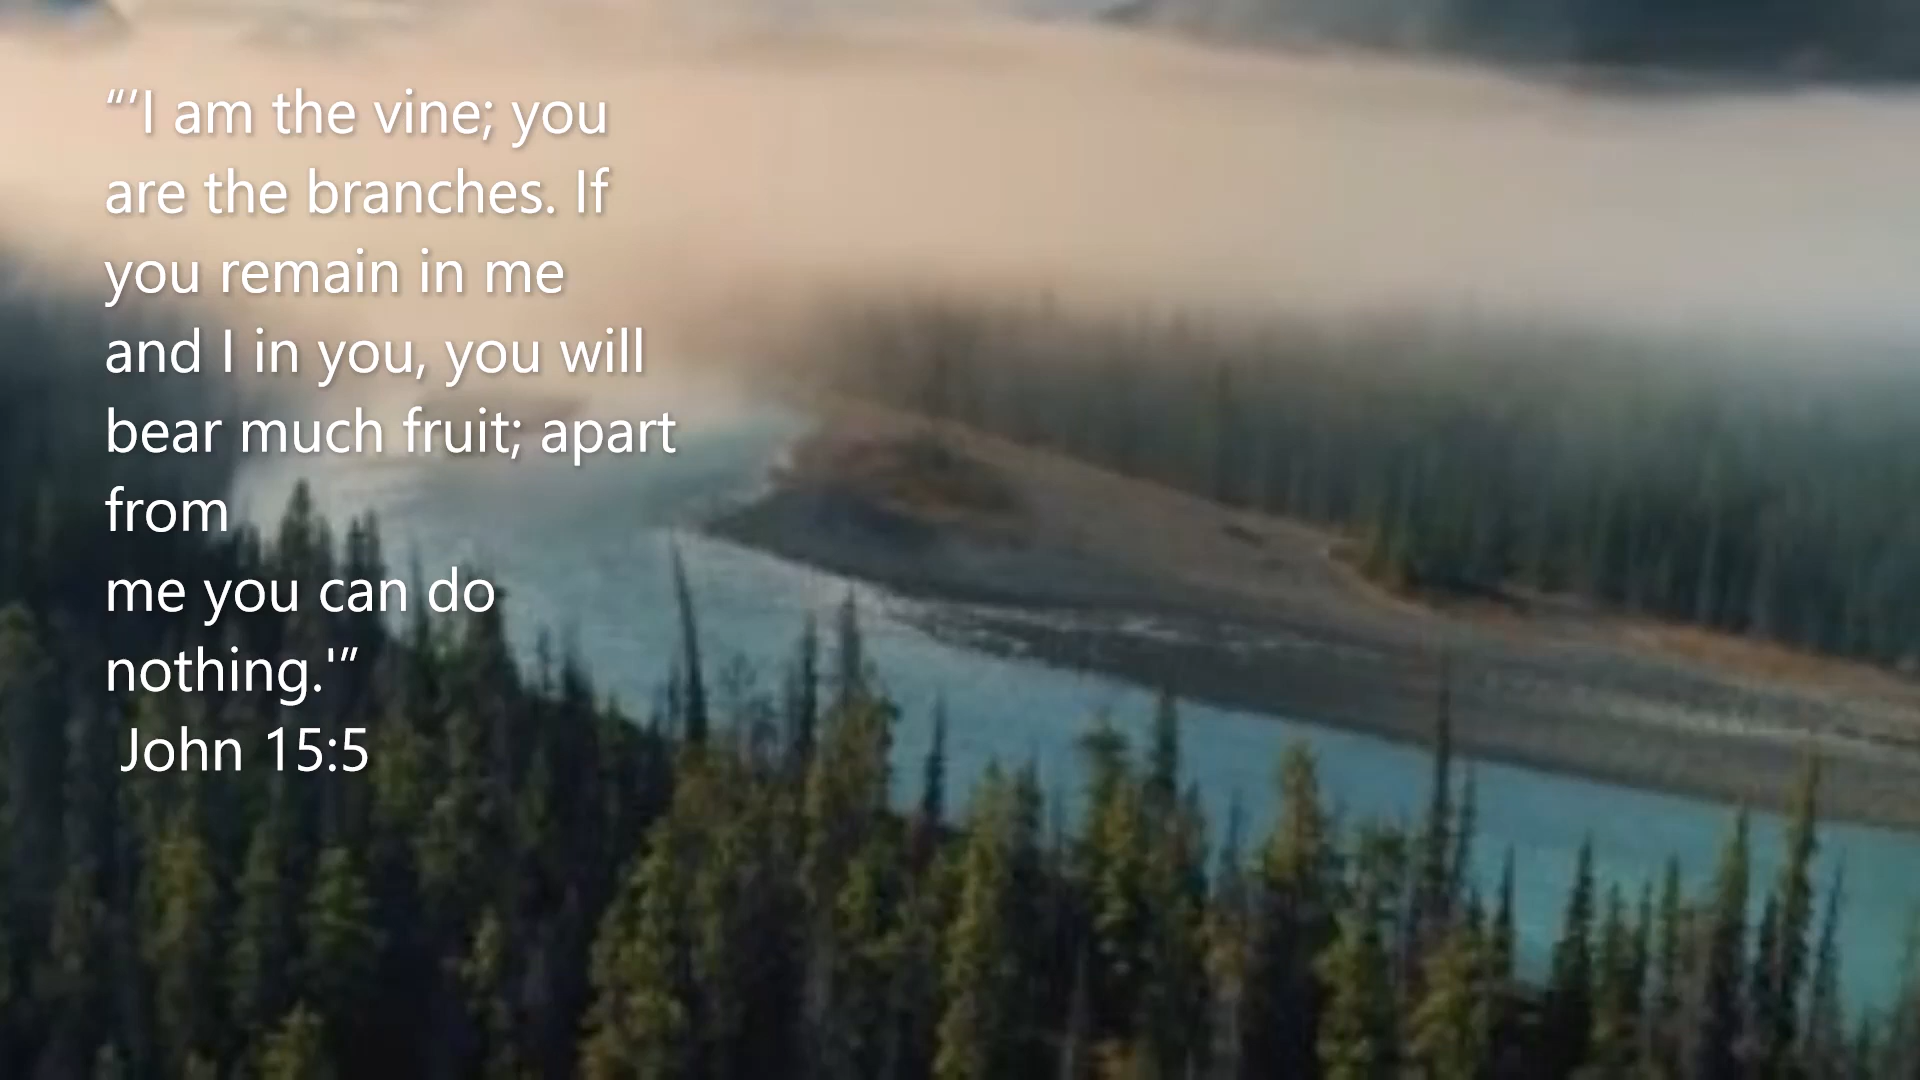 “’I am the vine; you
are the branches. If
you remain in me
and I in you, you will
bear much fruit; apart
from
me you can do
nothing.'”
John 15:5